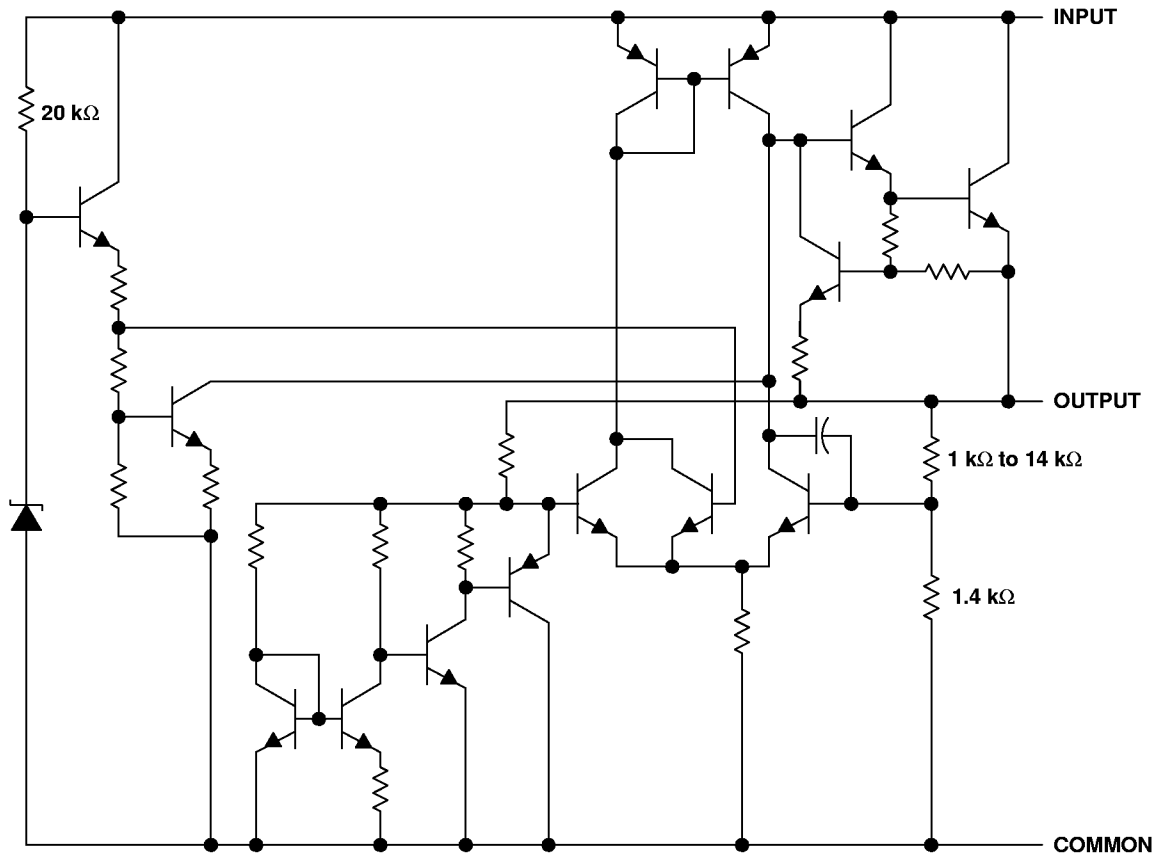 INPUT
20 kΩ
OUTPUT
1 kΩ to 14 kΩ
1.4 kΩ
COMMON